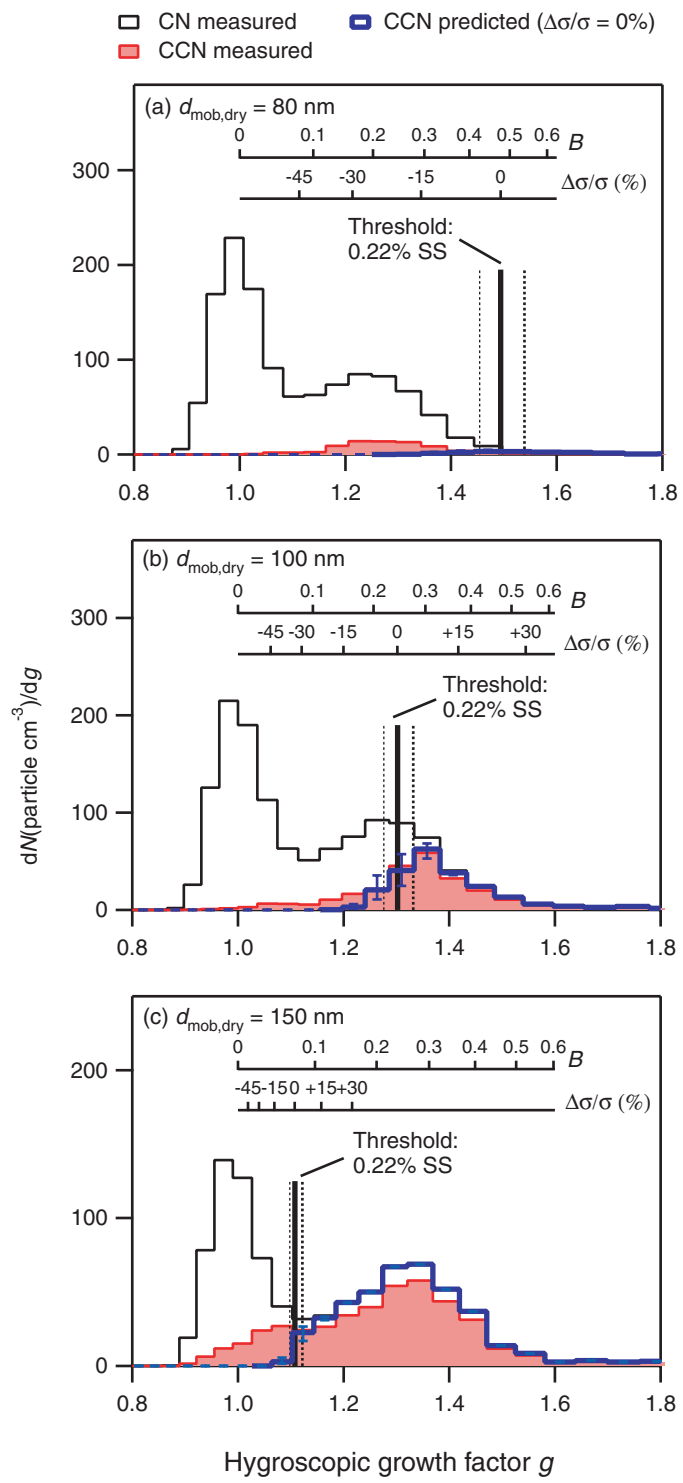 CN measured
CCN predicted (Δσ/σ = 0%)
CCN measured
(a) dmob,dry = 80 nm
0 0.1 0.2 0.3 0.4 0.5 0.6
B
-45 -30 -15 0
Δσ/σ (%)
Threshold:
0.22% SS
300
200
100
0
0.8 1.0 1.2 1.4 1.6 1.8
(b) dmob,dry = 100 nm
0 0.1 0.2 0.3 0.4 0.5 0.6
B
-45 -30 -15 0 +15 +30
Δσ/σ (%)
Threshold:
0.22% SS
300
200
100
0
dN(particle cm⁻³)/dg
0.8 1.0 1.2 1.4 1.6 1.8
(c) dmob,dry = 150 nm
0 0.1 0.2 0.3 0.4 0.5 0.6
B
-45 -15 0 +15 +30
Δσ/σ (%)
Threshold:
0.22% SS
200
100
0
0.8 1.0 1.2 1.4 1.6 1.8
Hygroscopic growth factor g